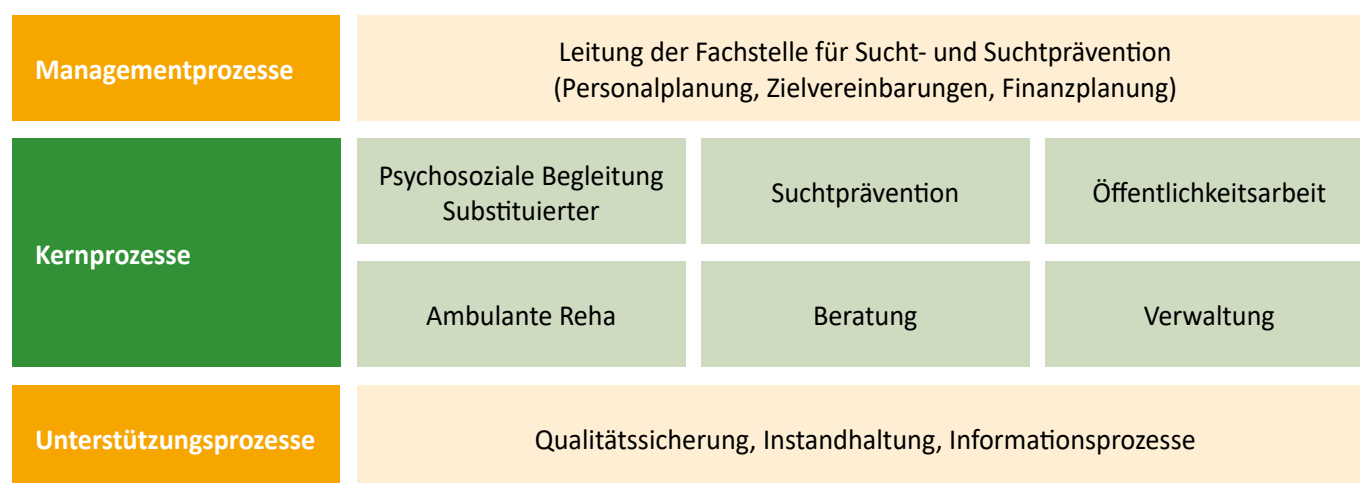 Managementprozesse
Leitung der Fachstelle für Sucht- und Suchtprävention
(Personalplanung, Zielvereinbarungen, Finanzplanung)
Kernprozesse
Psychosoziale Begleitung
Substituierter
Suchtprävention
Öffentlichkeitsarbeit
Ambulante Reha
Beratung
Verwaltung
Unterstützungsprozesse
Qualitätssicherung, Instandhaltung, Informationsprozesse